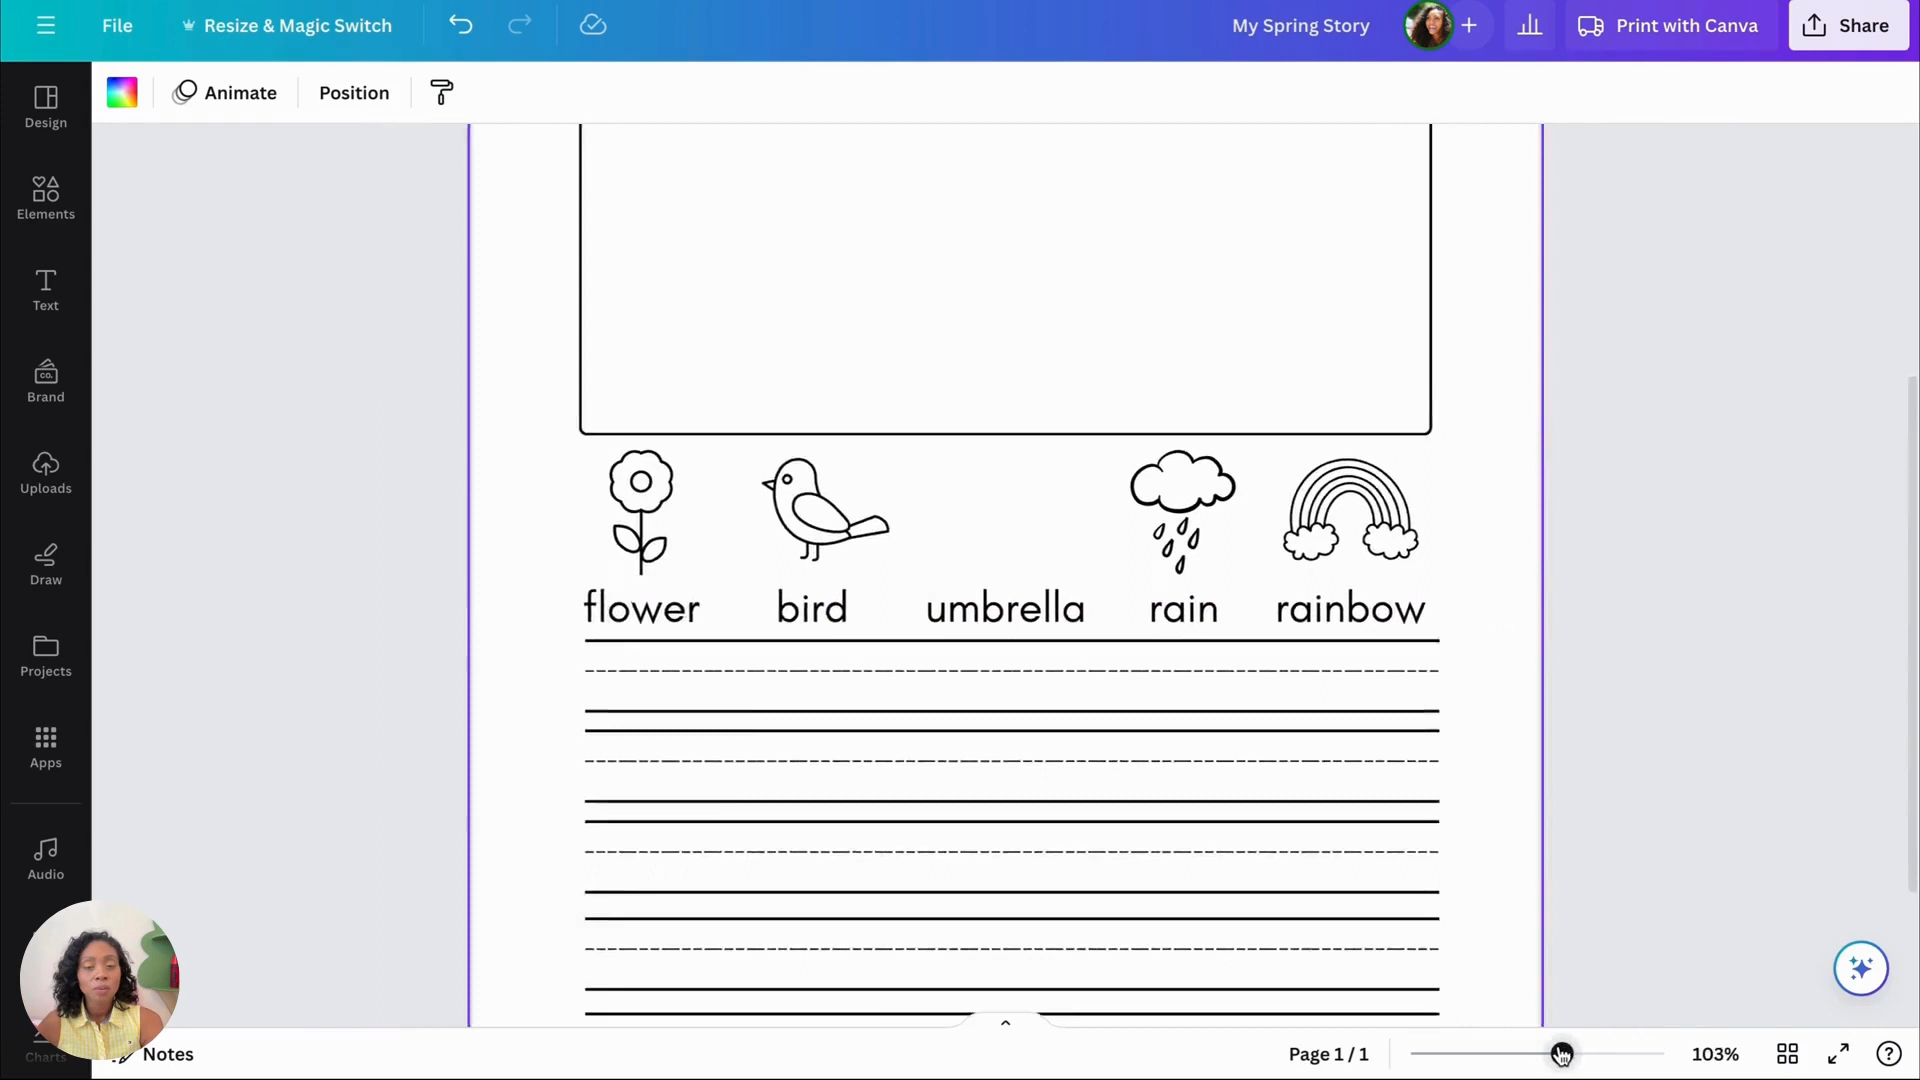 File
Resize & Magic Switch
My Spring Story
Print with Canva
Share
Animate
Position
Design
Elements
Text
CO.
Brand
Uploads
Draw
Projects
Apps
Audio
Charts
flower bird umbrella rain rainbow
Notes
Page 1 / 1
103%